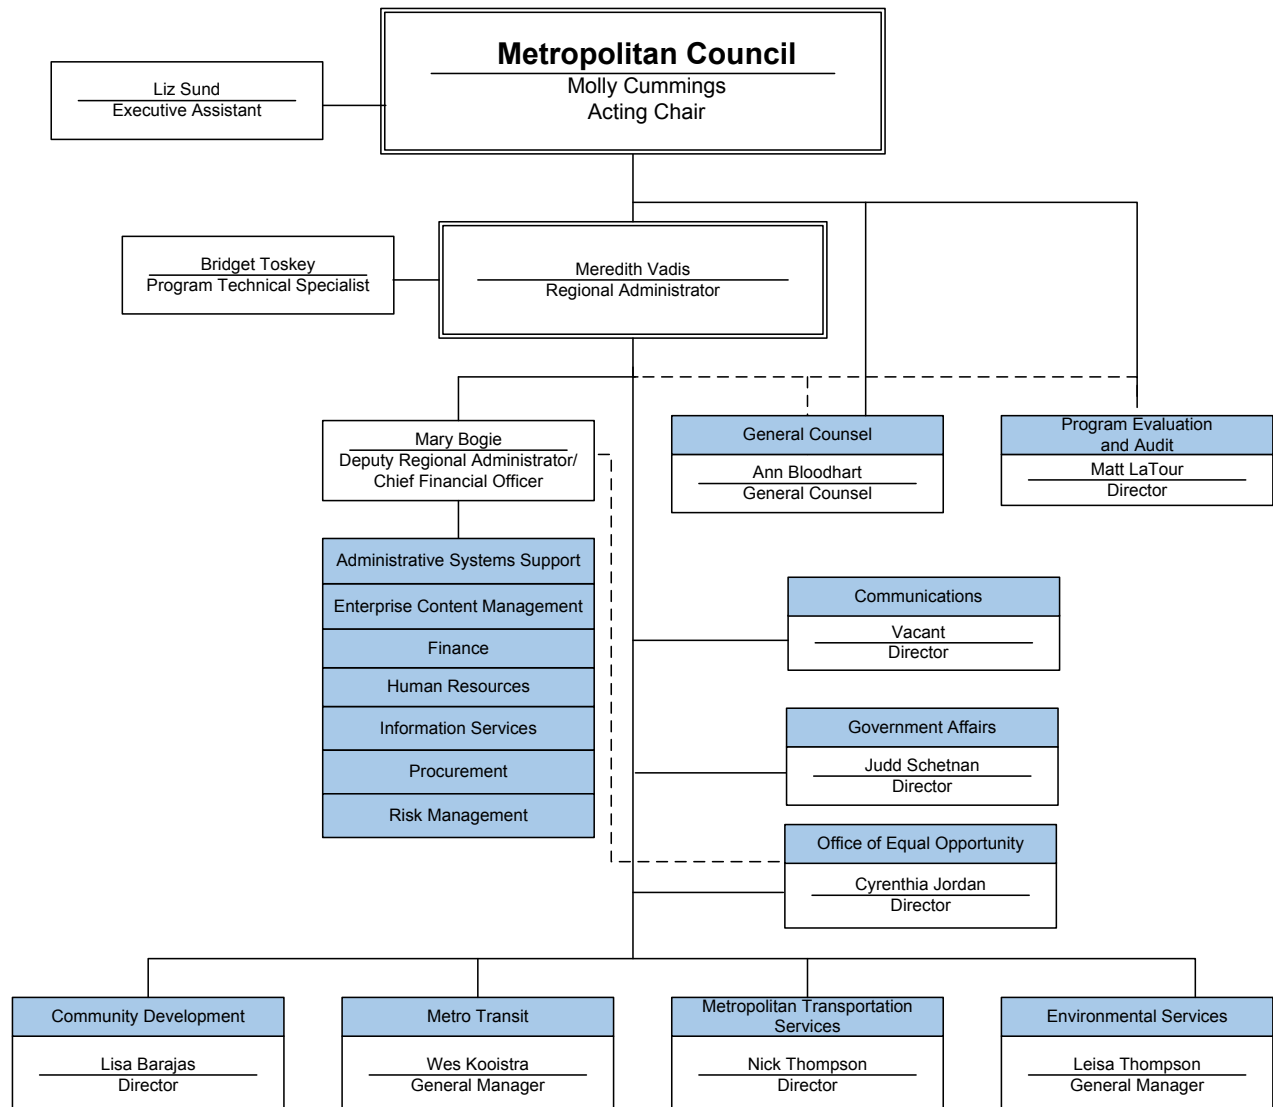 Metropolitan Council
Molly Cummings
Acting Chair
Liz Sund
Executive Assistant
Bridget Toskey
Program Technical Specialist
Meredith Vadis
Regional Administrator
Mary Bogie
Deputy Regional Administrator/
Chief Financial Officer
General Counsel
Ann Bloodhart
General Counsel
Program Evaluation
and Audit
Matt LaTour
Director
Administrative Systems Support
Enterprise Content Management
Finance
Human Resources
Information Services
Procurement
Risk Management
Communications
Vacant
Director
Government Affairs
Judd Schetnan
Director
Office of Equal Opportunity
Cyrenthia Jordan
Director
Community Development
Lisa Barajas
Director
Metro Transit
Wes Kooistra
General Manager
Metropolitan Transportation
Services
Nick Thompson
Director
Environmental Services
Leisa Thompson
General Manager